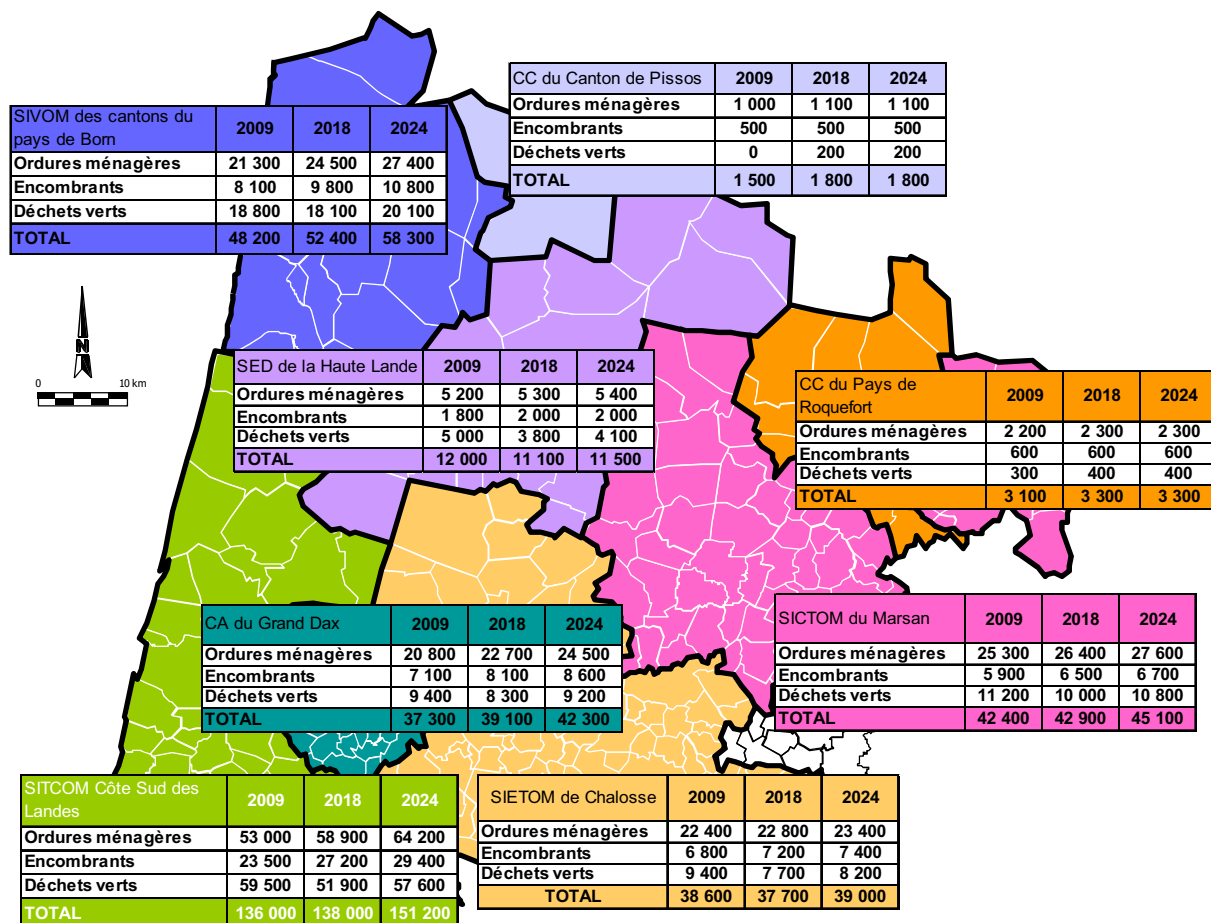 CC du Canton de Pissos 2009 2018 2024
Ordures ménagères 1 000 1 100 1 100
Encombrants 500 500 500
Déchets verts 0 200 200
TOTAL 1 500 1 800 1 800
SIVOM des cantons du
pays de Born 2009 2018 2024
Ordures ménagères 21 300 24 500 27 400
Encombrants 8 100 9 800 10 800
Déchets verts 18 800 18 100 20 100
TOTAL 48 200 52 400 58 300
N
0 10 km
SED de la Haute Lande 2009 2018 2024
Ordures ménagères 5 200 5 300 5 400
Encombrants 1 800 2 000 2 000
Déchets verts 5 000 3 800 4 100
TOTAL 12 000 11 100 11 500
CC du Pays de
Roquefort 2009 2018 2024
Ordures ménagères 2 200 2 300 2 300
Encombrants 600 600 600
Déchets verts 300 400 400
TOTAL 3 100 3 300 3 300
CA du Grand Dax 2009 2018 2024
Ordures ménagères 20 800 22 700 24 500
Encombrants 7 100 8 100 8 600
Déchets verts 9 400 8 300 9 200
TOTAL 37 300 39 100 42 300
SICTOM du Marsan 2009 2018 2024
Ordures ménagères 25 300 26 400 27 600
Encombrants 5 900 6 500 6 700
Déchets verts 11 200 10 000 10 800
TOTAL 42 400 42 900 45 100
SITCOM Côte Sud des
Landes 2009 2018 2024
Ordures ménagères 53 000 58 900 64 200
Encombrants 23 500 27 200 29 400
Déchets verts 59 500 51 900 57 600
TOTAL 136 000 138 000 151 200
SIETOM de Chalosse 2009 2018 2024
Ordures ménagères 22 400 22 800 23 400
Encombrants 6 800 7 200 7 400
Déchets verts 9 400 7 700 8 200
TOTAL 38 600 37 700 39 000